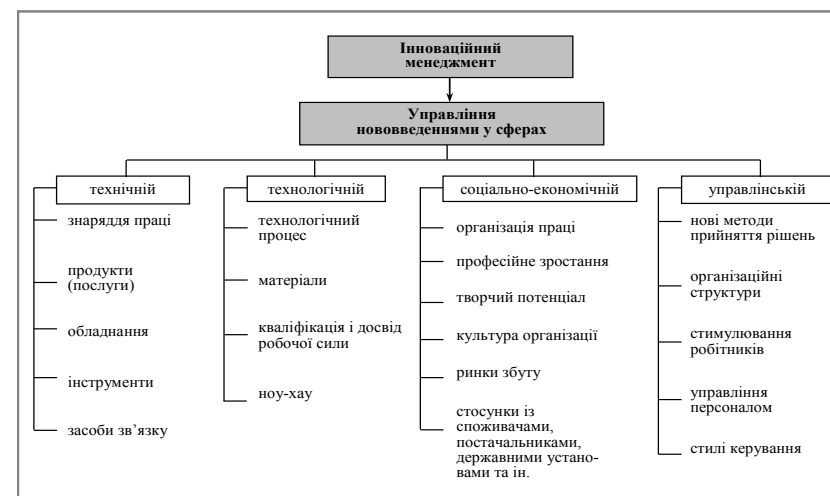 Інноваційний
менеджмент
Управління
нововведеннями у сферах
технічній
знаряддя праці
продукти
(послуги)
обладнання
інструменти
засоби зв’язку
технологічній
технологічний
процес
матеріали
кваліфікація і досвід
робочої сили
ноу-хау
соціально-економічній
організація праці
професійне зростання
творчий потенціал
культура організації
ринки збуту
стосунки із
споживачами,
постачальниками,
державними устано-
вами та ін.
управлінській
нові методи
прийняття рішень
організаційні
структури
стимулювання
робітників
управління
персоналом
стилі керування